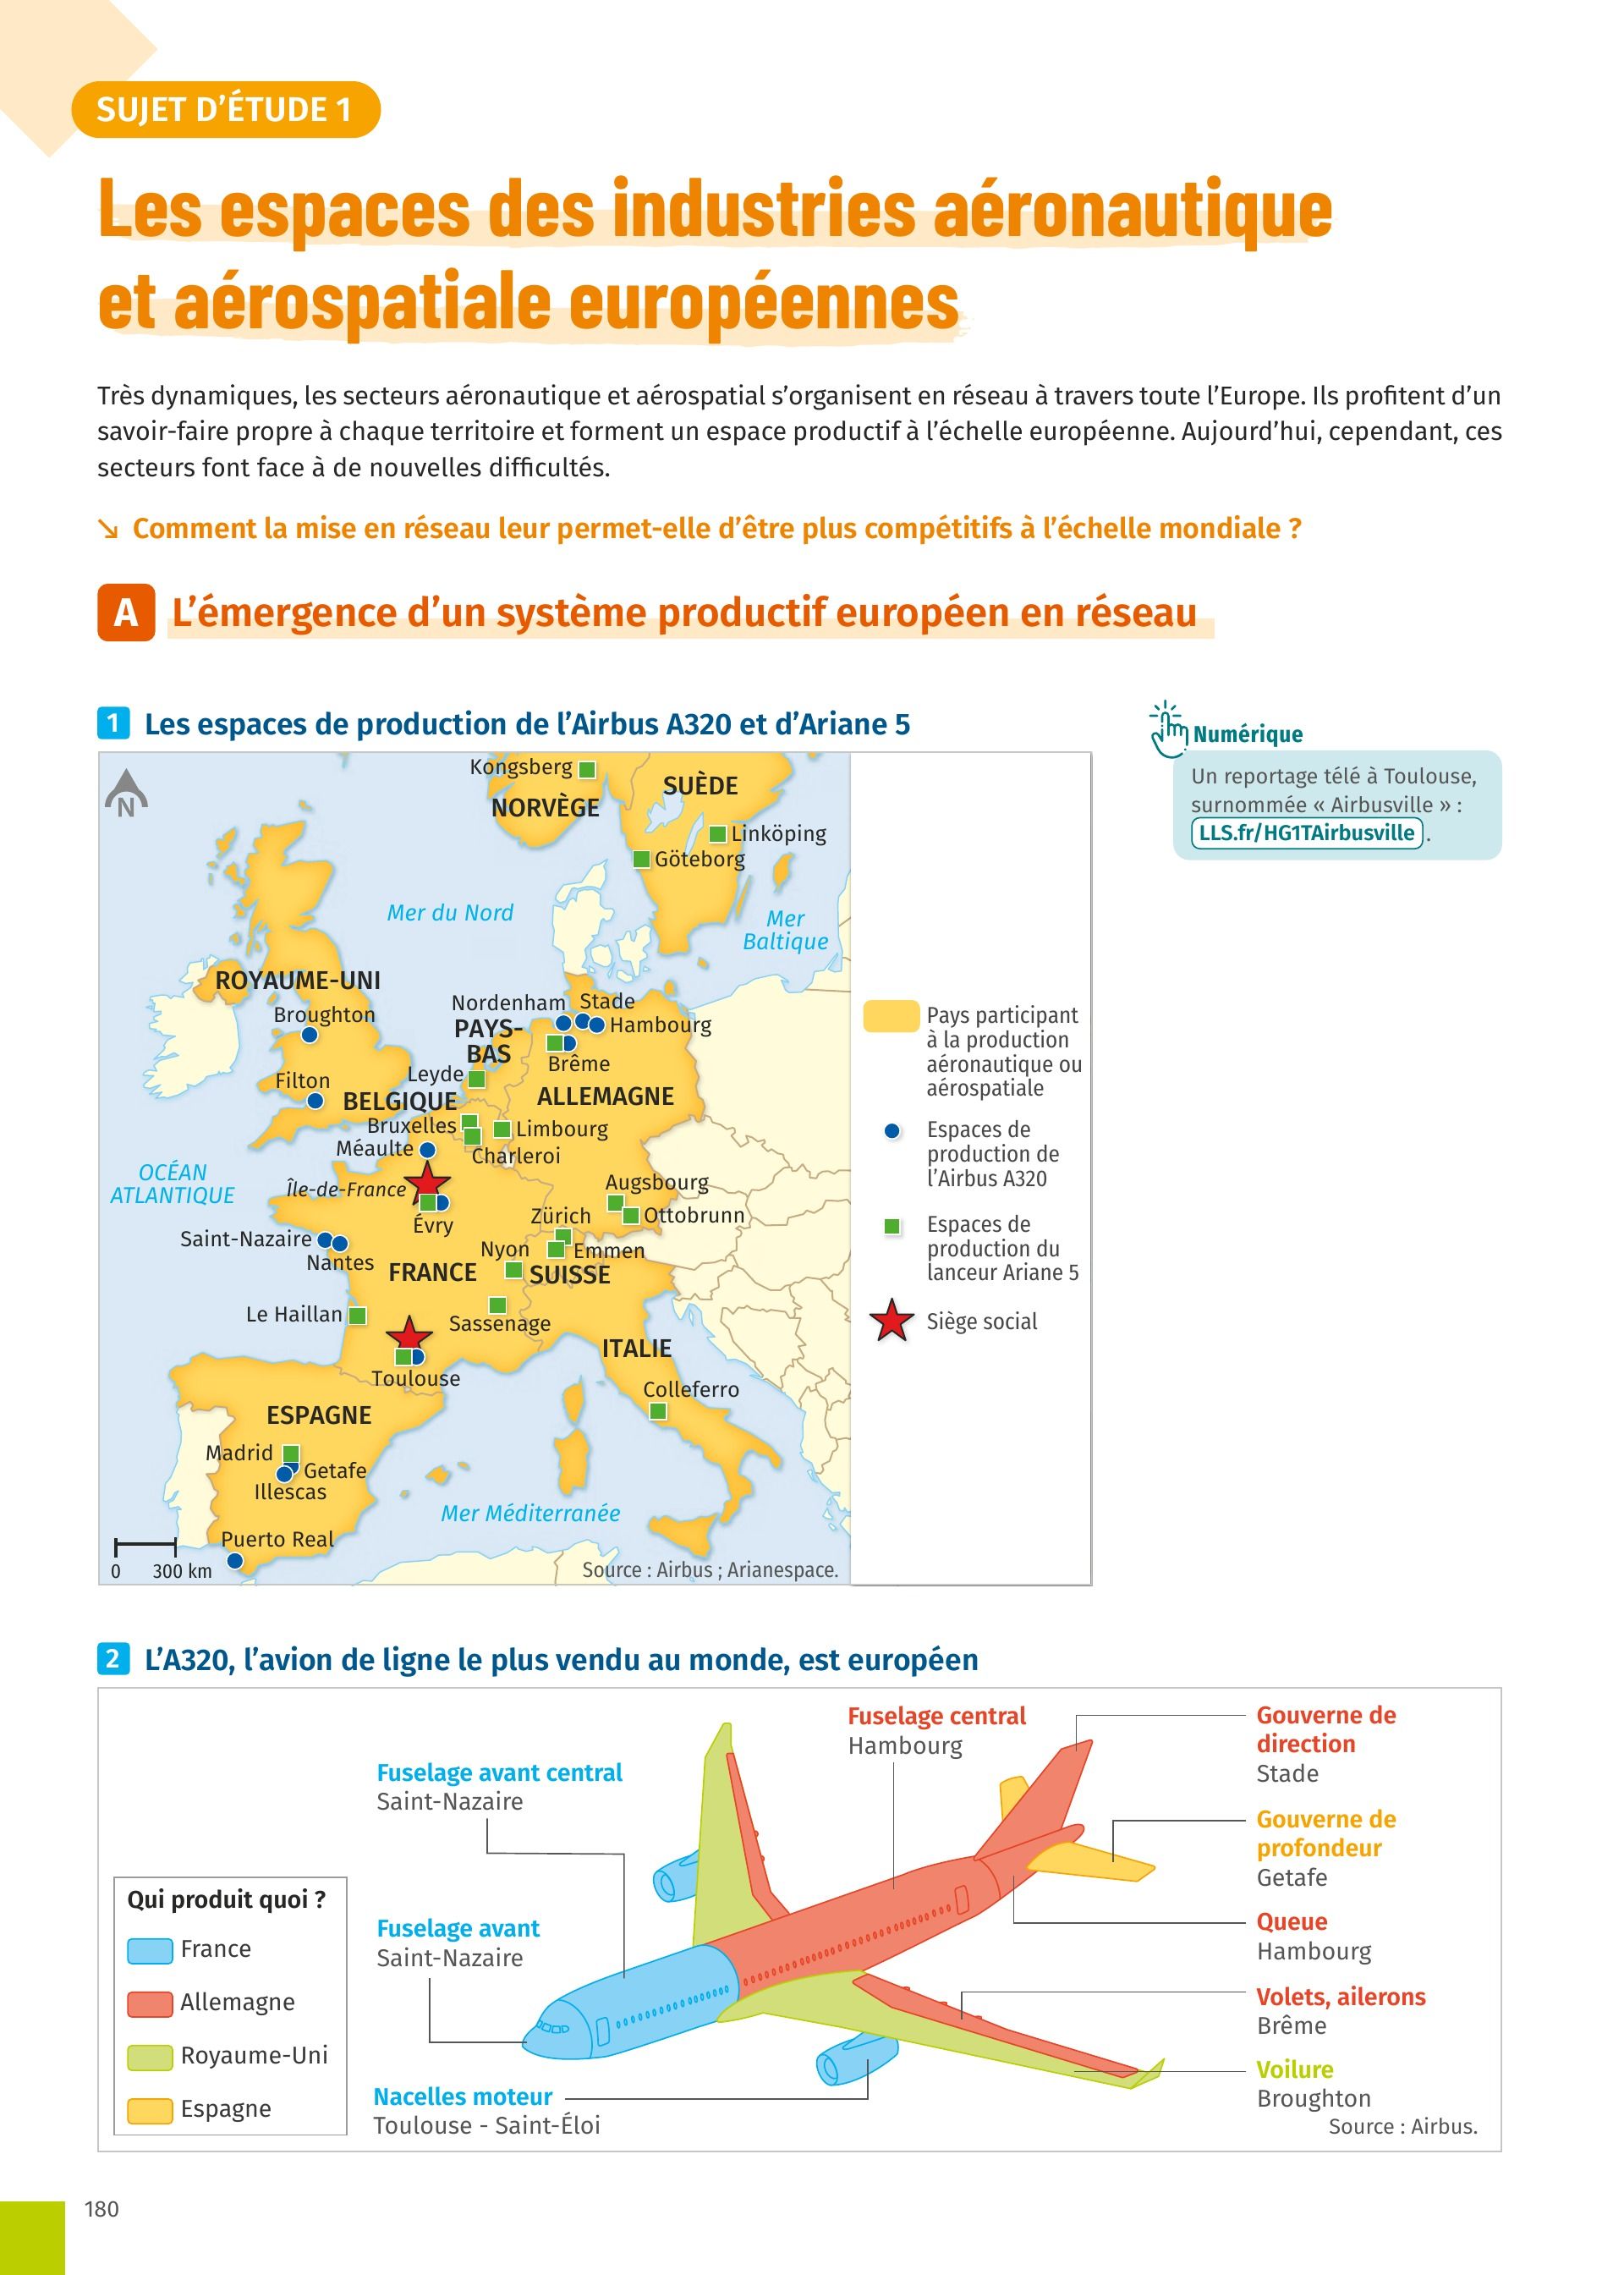 SUJET D'ÉTUDE 1
Les espaces des industries aéronautique
et aérospatiale européennes
Très dynamiques, les secteurs aéronautique et aérospatial s'organisent en réseau à travers toute l'Europe. Ils profitent d'un
savoir-faire propre à chaque territoire et forment un espace productif à l'échelle européenne. Aujourd'hui, cependant, ces
secteurs font face à de nouvelles difficultés.
↘ Comment la mise en réseau leur permet-elle d'être plus compétitifs à l'échelle mondiale ?
A L'émergence d'un système productif européen en réseau
1 Les espaces de production de l'Airbus A320 et d'Ariane 5
Numérique
Un reportage télé à Toulouse,
surnommée « Airbusville » :
LLS.fr/HG1TAirbusville .
N
Kongsberg
SUÈDE
NORVÈGE
Linköping
Göteborg
Mer du Nord
Mer
Baltique
ROYAUME-UNI
Nordenham Stade
Broughton
PAYS-
BAS
Hambourg
Brême
Leyde
Filton
BELGIQUE
ALLEMAGNE
Bruxelles
Limbourg
Méaulte
Charleroi
OCÉAN
ATLANTIQUE
Île-de-France
Augsbourg
Évry
Zürich
Ottobrunn
Saint-Nazaire
Nantes
Nyon
Emmen
FRANCE
SUISSE
Le Haillan
Sassenage
ITALIE
Toulouse
Colleferro
ESPAGNE
Madrid
Getafe
Illescas
Mer Méditerranée
Puerto Real
0 300 km
Source : Airbus ; Arianespace.
Pays participant
à la production
aéronautique ou
aérospatiale
Espaces de
production de
l'Airbus A320
Espaces de
production du
lanceur Ariane 5
Siège social
2 L'A320, l'avion de ligne le plus vendu au monde, est européen
Fuselage central
Hambourg
Gouverne de
direction
Stade
Fuselage avant central
Saint-Nazaire
Gouverne de
profondeur
Getafe
Qui produit quoi ?
France
Allemagne
Royaume-Uni
Espagne
Fuselage avant
Saint-Nazaire
Queue
Hambourg
Volets, ailerons
Brême
Voilure
Broughton
Nacelles moteur
Toulouse - Saint-Éloi
Source : Airbus.
180